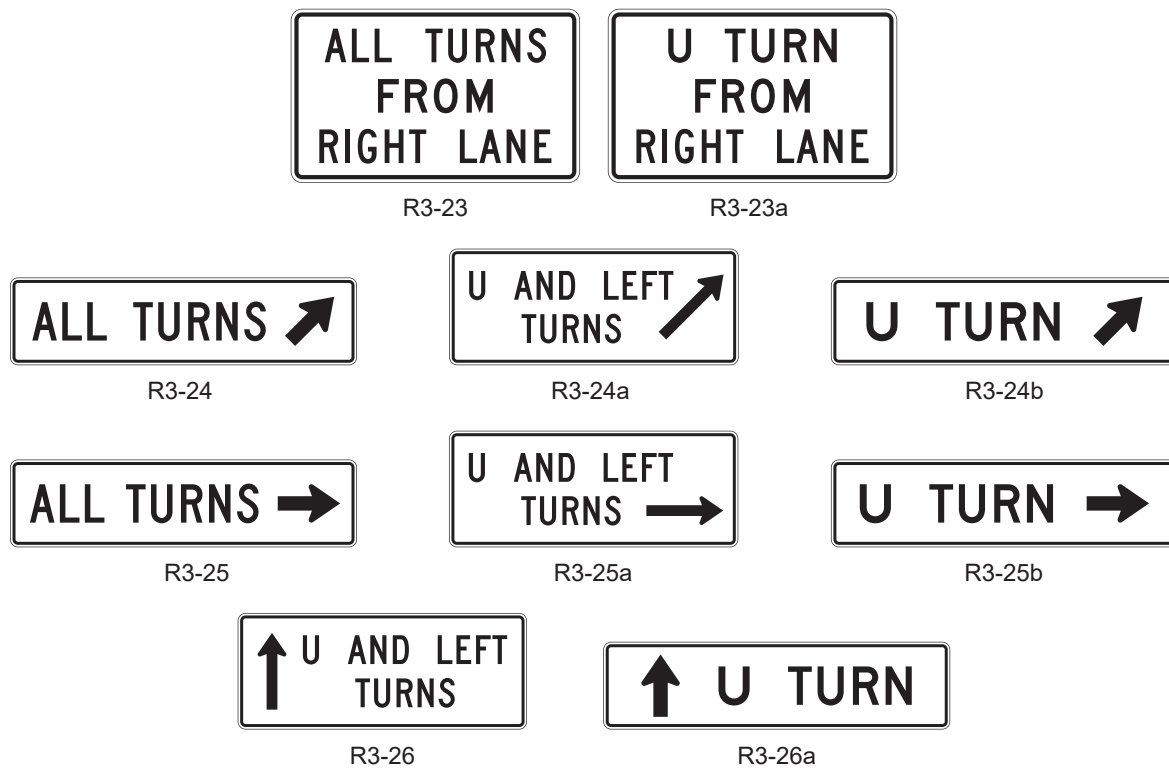 ALL TURNS
FROM
RIGHT LANE
U TURN
FROM
RIGHT LANE
R3-23
R3-23a
ALL TURNS
U AND LEFT
TURNS
U TURN
R3-24
R3-24a
R3-24b
ALL TURNS
U AND LEFT
TURNS
U TURN
R3-25
R3-25a
R3-25b
U AND LEFT
TURNS
U TURN
R3-26
R3-26a